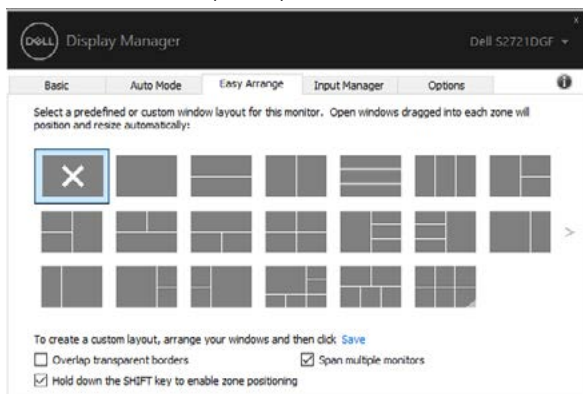 DELL Display Manager
Dell S2721DGF
Basic Auto Mode Easy Arrange Input Manager Options
Select a predefined or custom window layout for this monitor. Open windows dragged into each zone will
position and resize automatically:
To create a custom layout, arrange your windows and then click Save
Overlap transparent borders
Span multiple monitors
Hold down the SHIFT key to enable zone positioning